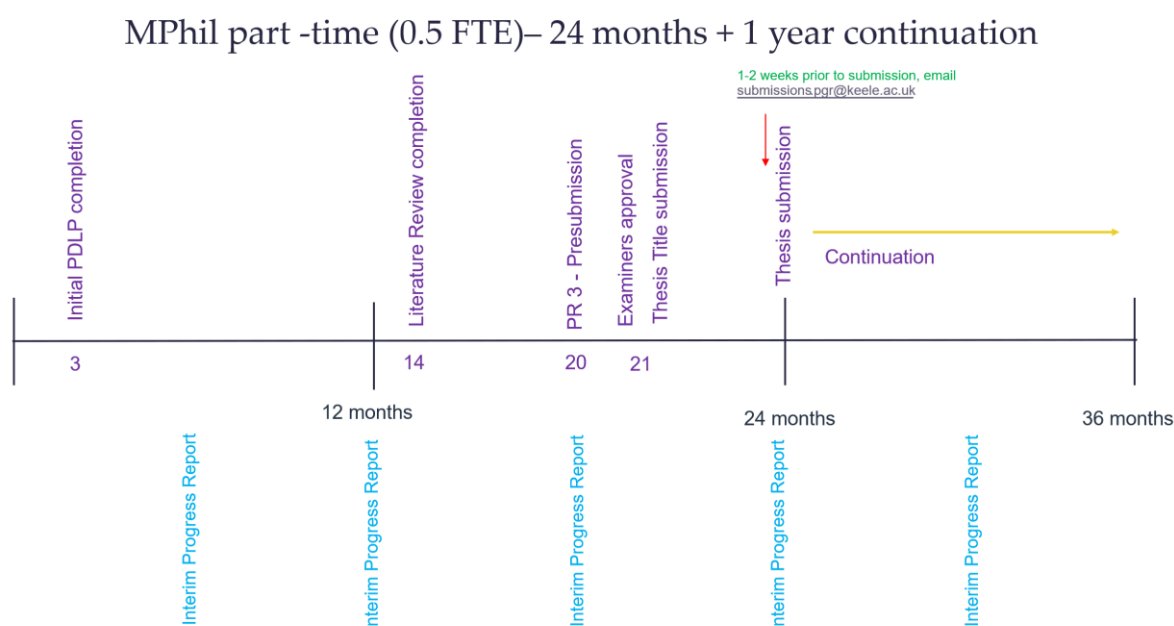 MPhil part -time (0.5 FTE)– 24 months + 1 year continuation
1-2 weeks prior to submission, email
submissions.pgr@keele.ac.uk
Initial PDLP completion
Literature Review completion
PR 3 - Presubmission
Examiners approval
Thesis Title submission
Thesis submission
Continuation
3
14
20
21
12 months
24 months
36 months
Interim Progress Report
nterim Progress Report
Interim Progress Report
nterim Progress Report
Interim Progress Report